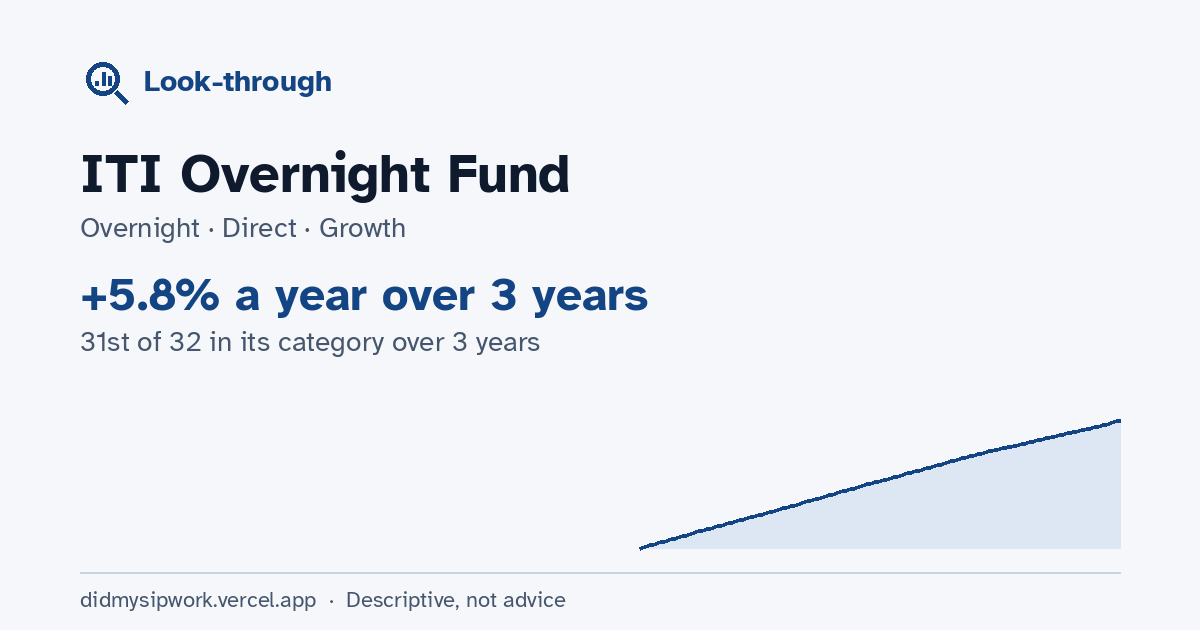 Look-through
ITI Overnight Fund
Overnight · Direct · Growth
+5.8% a year over 3 years
31st of 32 in its category over 3 years
didmysipwork.vercel.app · Descriptive, not advice